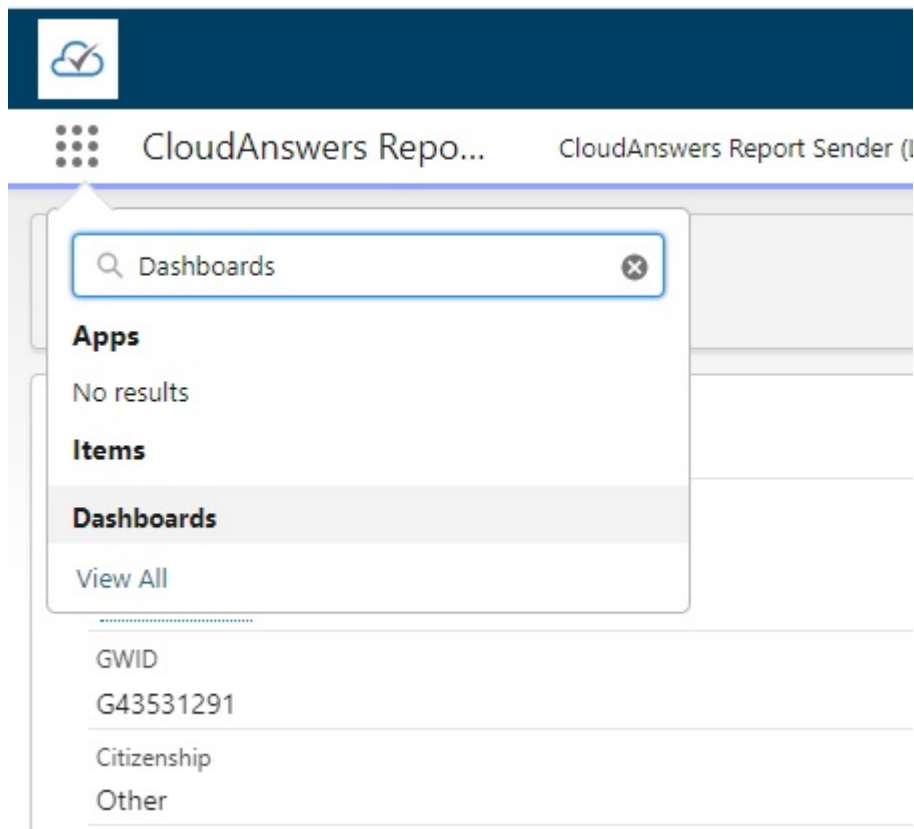 CloudAnswers Repo... CloudAnswers Report Sender (
Dashboards
Apps
No results
Items
Dashboards
View All
GWID
G43531291
Citizenship
Other